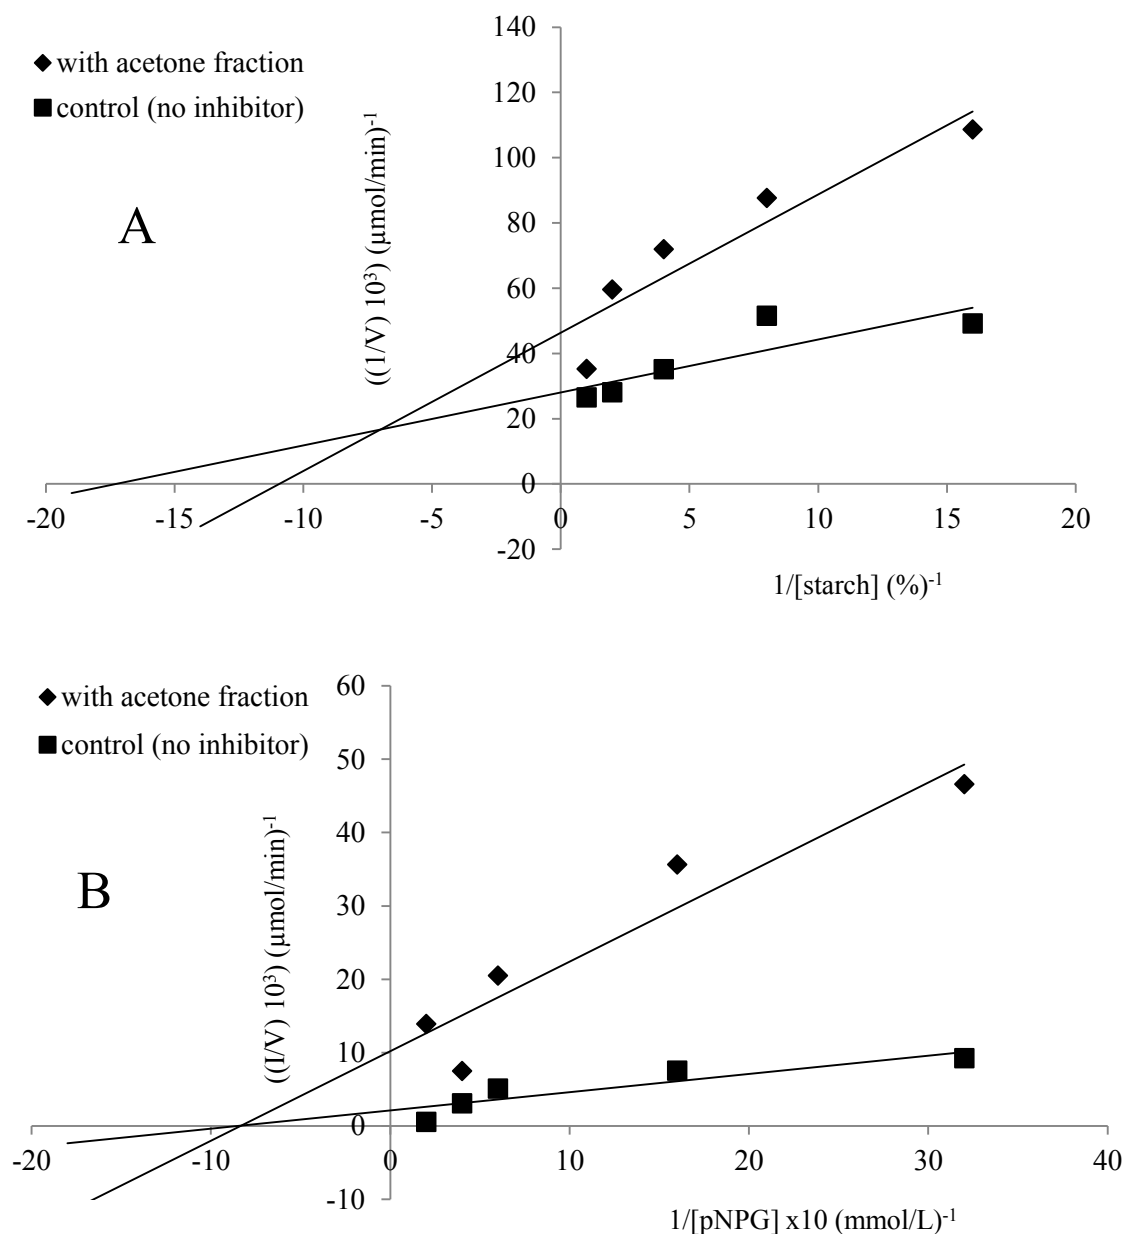 with acetone fraction
control (no inhibitor)
A
((1/V) 10³) (μmol/min)⁻¹
140
120
100
80
60
40
20
0
-20
-20 -15 -10 -5 0 5 10 15 20
1/[starch] (%)⁻¹
with acetone fraction
control (no inhibitor)
B
((I/V) 10³) (μmol/min)⁻¹
60
50
40
30
20
10
0
-10
-20 -10 0 10 20 30 40
1/[pNPG] x10 (mmol/L)⁻¹